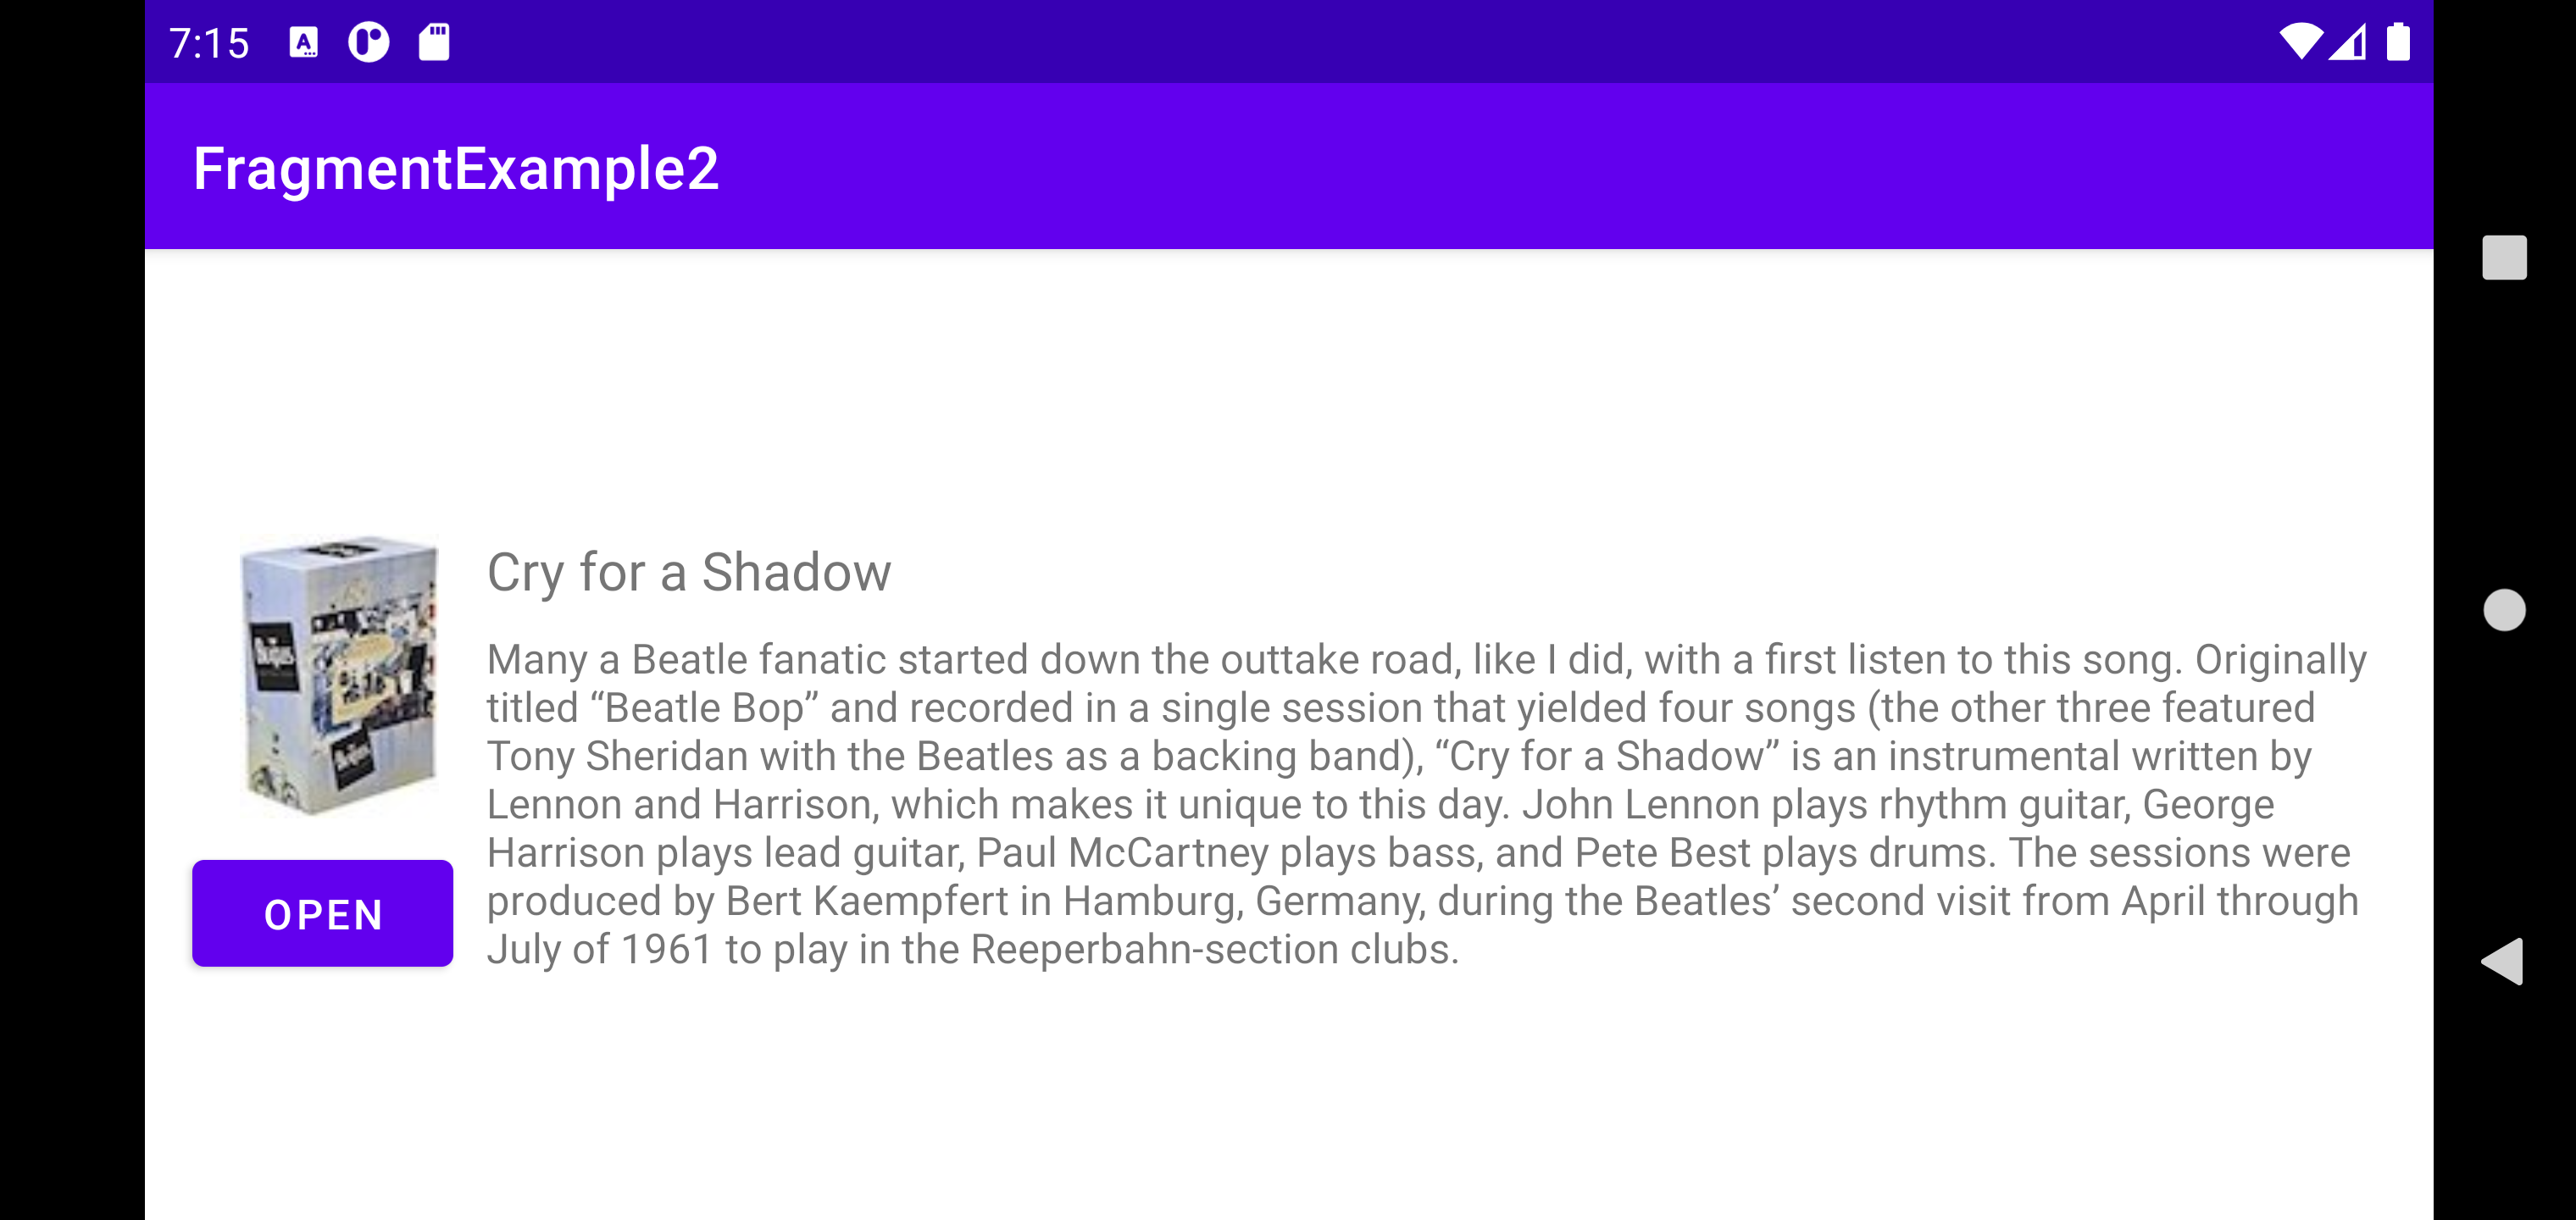 7:15
FragmentExample2
Cry for a Shadow
Many a Beatle fanatic started down the outtake road, like I did, with a first listen to this song. Originally
titled “Beatle Bop” and recorded in a single session that yielded four songs (the other three featured
Tony Sheridan with the Beatles as a backing band), “Cry for a Shadow” is an instrumental written by
Lennon and Harrison, which makes it unique to this day. John Lennon plays rhythm guitar, George
Harrison plays lead guitar, Paul McCartney plays bass, and Pete Best plays drums. The sessions were
produced by Bert Kaempfert in Hamburg, Germany, during the Beatles’ second visit from April through
July of 1961 to play in the Reeperbahn-section clubs.
OPEN